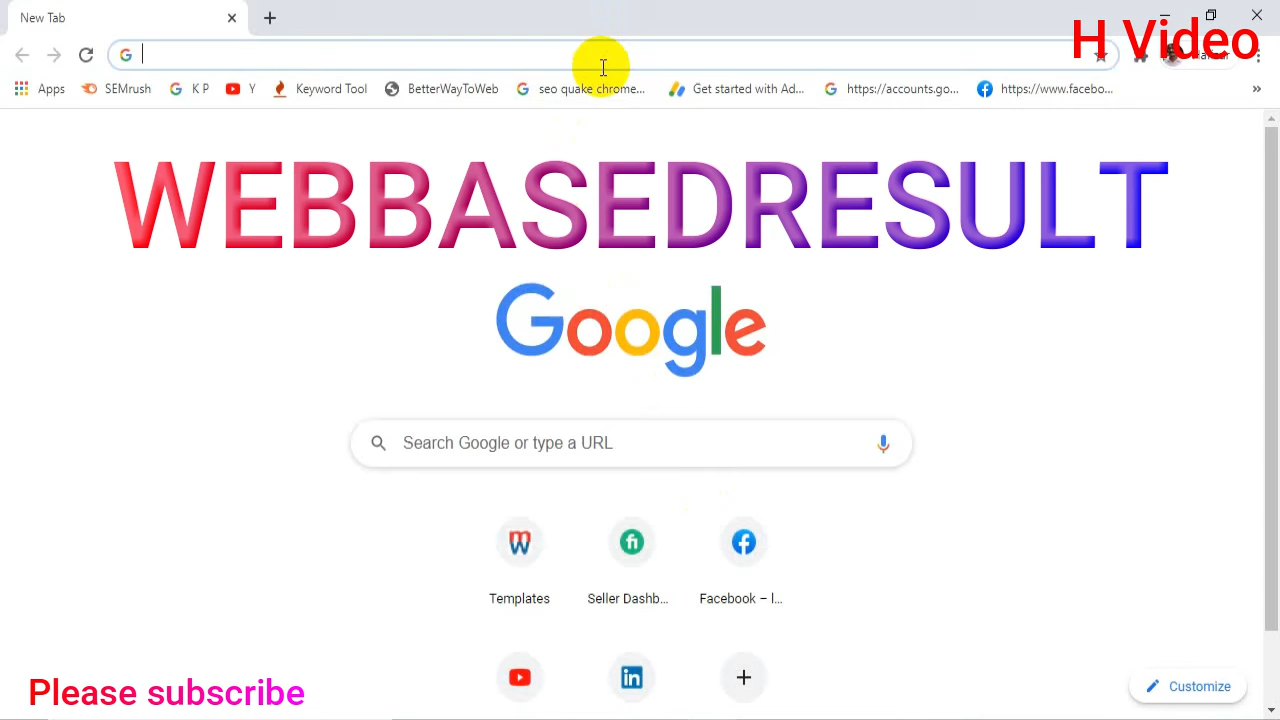 New Tab
H Video
Apps SEMrush K P Y Keyword Tool BetterWayToWeb seo quake chrome... Get started with Ad... https://accounts.go... https://www.facebo... »
WEBBASEDRESULT
Google
Search Google or type a URL
Templates Seller Dashb... Facebook – l...
Please subscribe
Customize